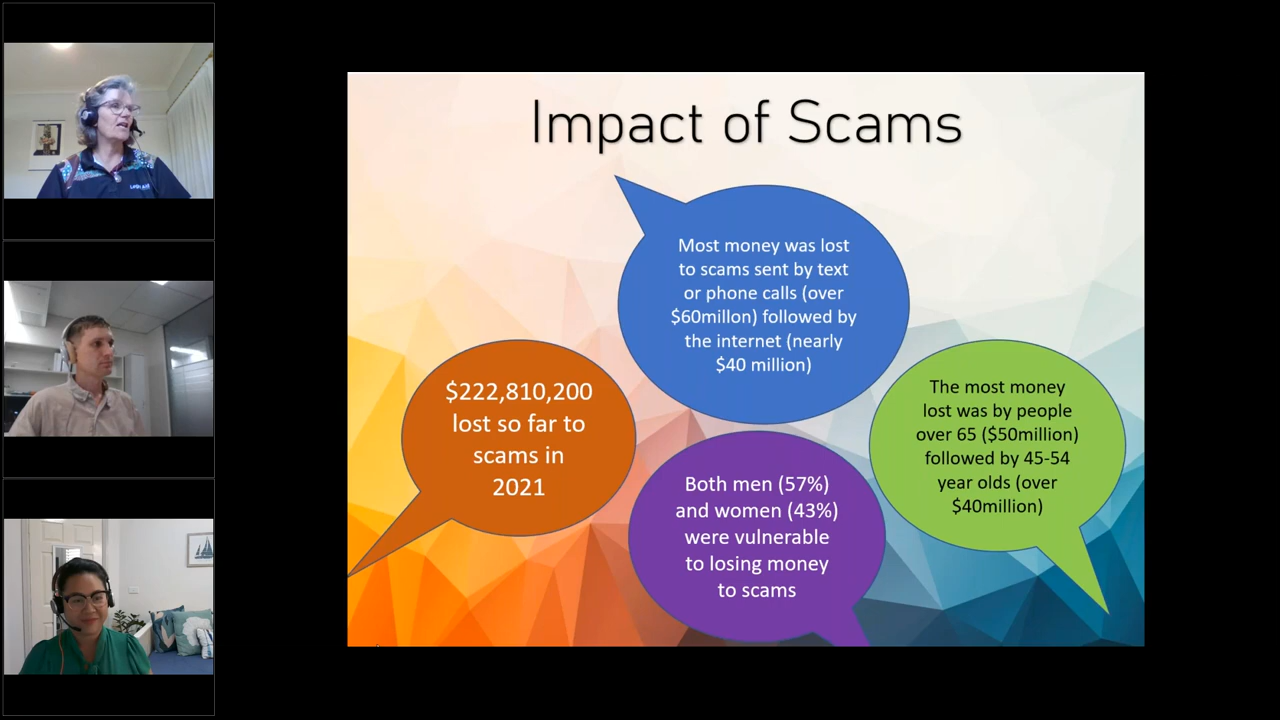 Impact of Scams
Most money was lost
to scams sent by text
or phone calls (over
$60millon) followed by
the internet (nearly
$40 million)
$222,810,200
lost so far to
scams in
2021
Both men (57%)
and women (43%)
were vulnerable
to losing money
to scams
The most money
lost was by people
over 65 ($50million)
followed by 45-54
year olds (over
$40million)